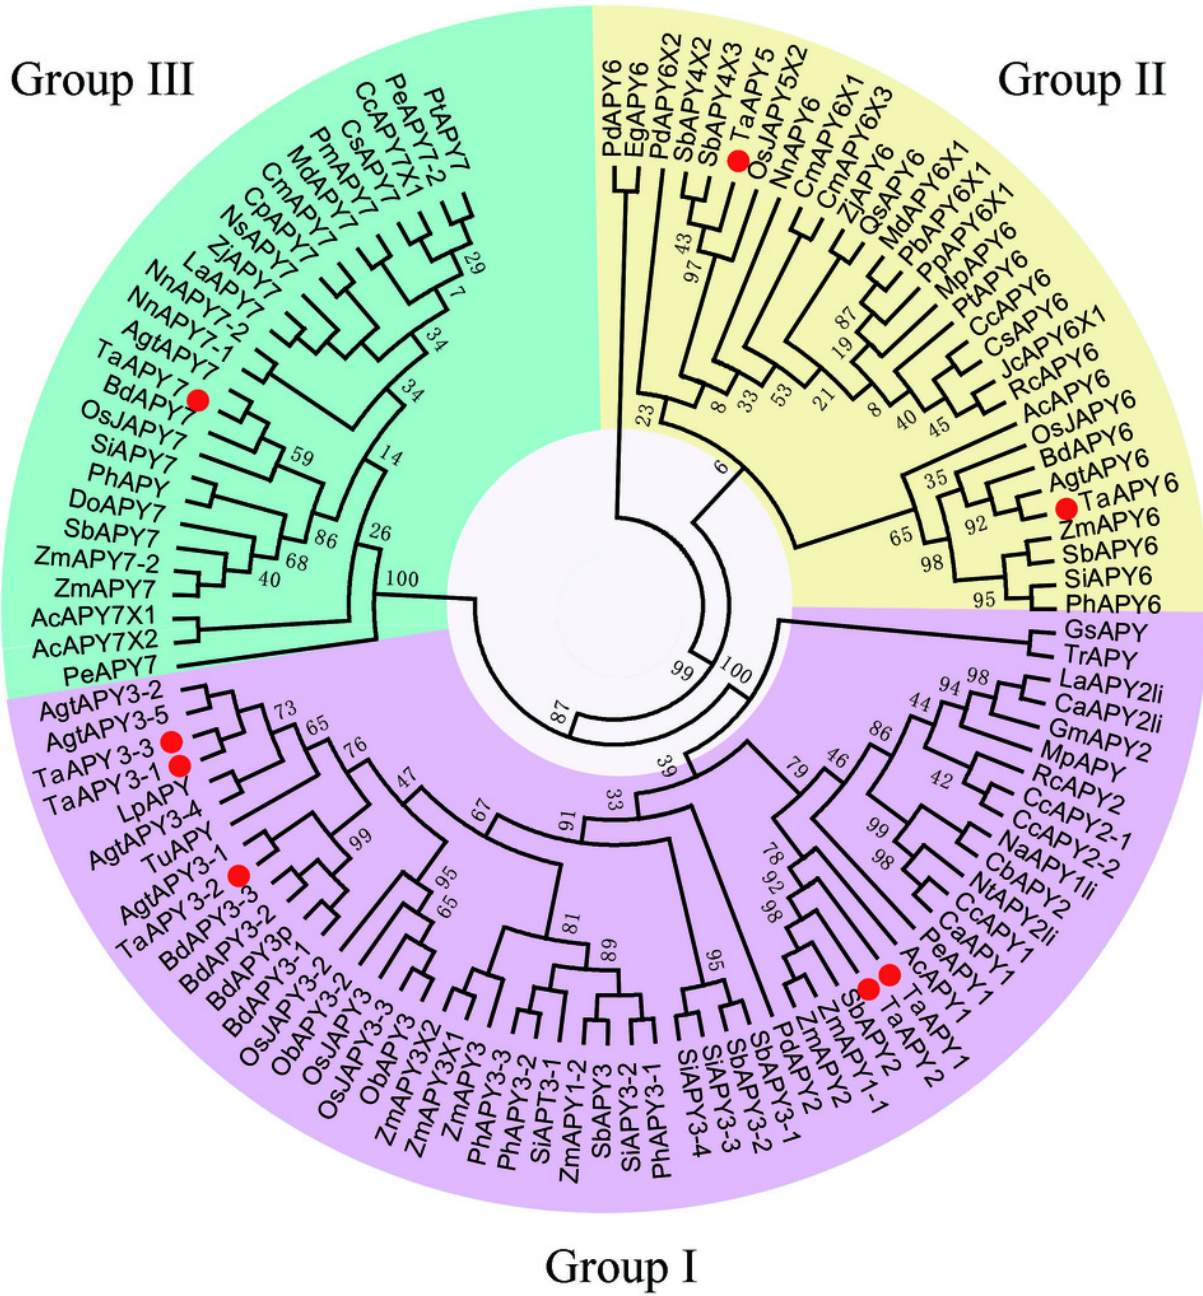 Group III
Group II
PdAPY6
EgAPY6
PdAPY6X2
SbAPY4X2
SbAPY4X3
TaAPY5
OsJAPY5X2
NnAPY6
CmAPY6X1
CmAPY6X3
ZjAPY6
QsAPY6
MdAPY6X1
PbAPY6X1
PpAPY6X1
MpAPY6
PtAPY6
CcAPY6
CsAPY6
JcAPY6X1
RcAPY6
AcAPY6
OsJAPY6
BdAPY6
AgtAPY6
TaAPY6
ZmAPY6
SbAPY6
SiAPY6
PhAPY6
GsAPY
TrAPY
LaAPY2li
CaAPY2li
GmAPY2
MpAPY
RcAPY2
CcAPY2-1
CcAPY2-2
NaAPY1li
CbAPY2
NtAPY2li
CcAPY1
CaAPY1
PeAPY1
AcAPY1
TaAPY1
TaAPY2
SbAPY2
ZmAPY1-1
ZmAPY2
PdAPY2
SbAPY3-1
SbAPY3-2
SiAPY3-3
SiAPY3-4
PhAPY3-1
SiAPY3-2
SbAPY3
ZmAPY1-2
SiAPT3-1
PhAPY3-2
PhAPY3-3
ZmAPY3
ZmAPY3X1
ZmAPY3X2
ObAPY3
OsJAPY3-3
OsJAPY3
ObAPY3-2
OsJAPY3-2
BdAPY3-1
BdAPY3p
BdAPY3-2
BdAPY3-3
TaAPY3-2
AgtAPY3-1
TuAPY
AgtAPY3-4
LpAPY
TaAPY3-1
TaAPY3-3
AgtAPY3-5
AgtAPY3-2
PeAPY7
AcAPY7X2
AcAPY7X1
ZmAPY7
ZmAPY7-2
SbAPY7
DoAPY7
PhAPY
SiAPY7
OsJAPY7
BdAPY7
TaAPY7
AgtAPY7
NnAPY7-1
NnAPY7-2
LaAPY7
ZjAPY7
NsAPY7
CpAPY7
CmAPY7
MdAPY7
PmAPY7
CsAPY7
CcAPY7X1
PeAPY7-2
PtAPY7
43
97
23
8
33
53
21
87
19
8
40
45
6
35
92
65
98
95
29
7
34
34
14
59
86
68
40
26
100
99
100
87
39
33
91
67
47
76
65
73
99
95
65
81
89
95
79
46
86
44
94
98
42
99
98
78
92
98
Group I